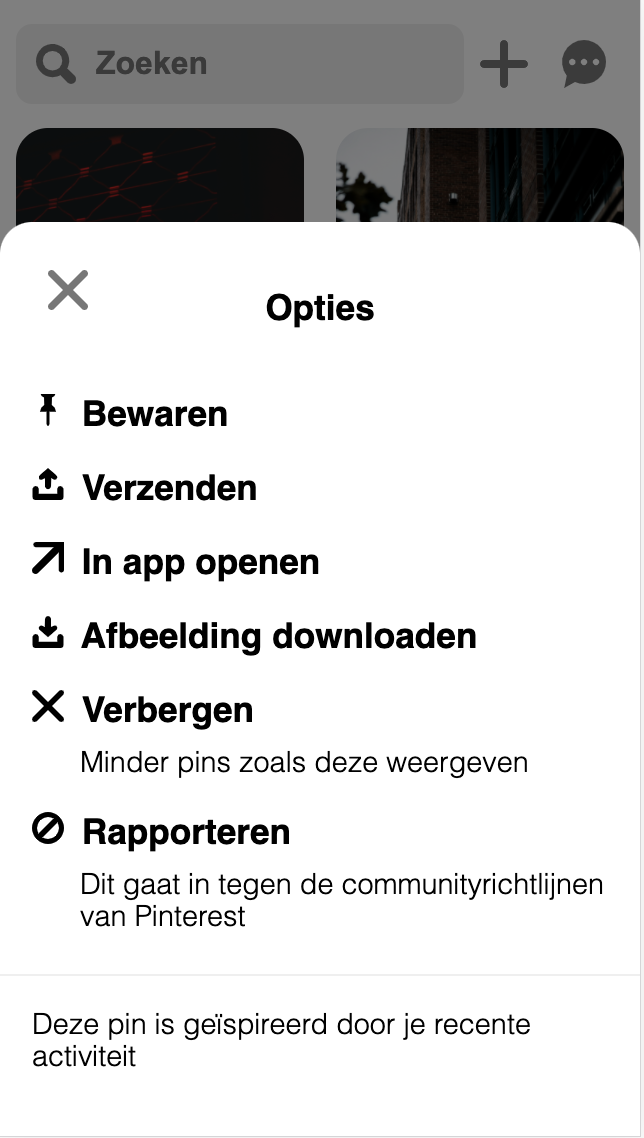 Zoeken
Opties
Bewaren
Verzenden
In app openen
Afbeelding downloaden
Verbergen
Minder pins zoals deze weergeven
Rapporteren
Dit gaat in tegen de communityrichtlijnen
van Pinterest
Deze pin is geïspireerd door je recente
activiteit